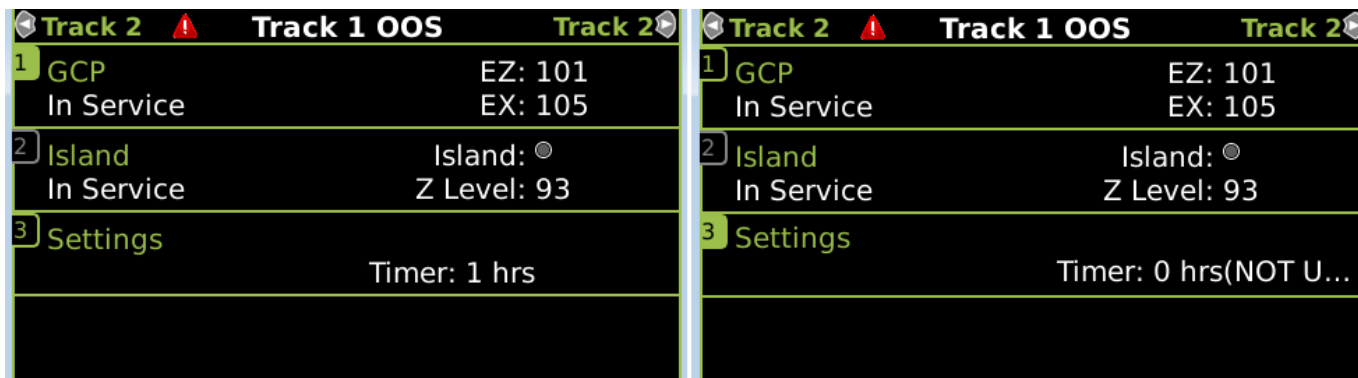 Track 2 Track 1 OOS Track 2
1 GCP EZ: 101
In Service EX: 105
2 Island Island:
In Service Z Level: 93
3 Settings
Timer: 1 hrs
Track 2 Track 1 OOS Track 2
1 GCP EZ: 101
In Service EX: 105
2 Island Island:
In Service Z Level: 93
3 Settings
Timer: 0 hrs(NOT U...